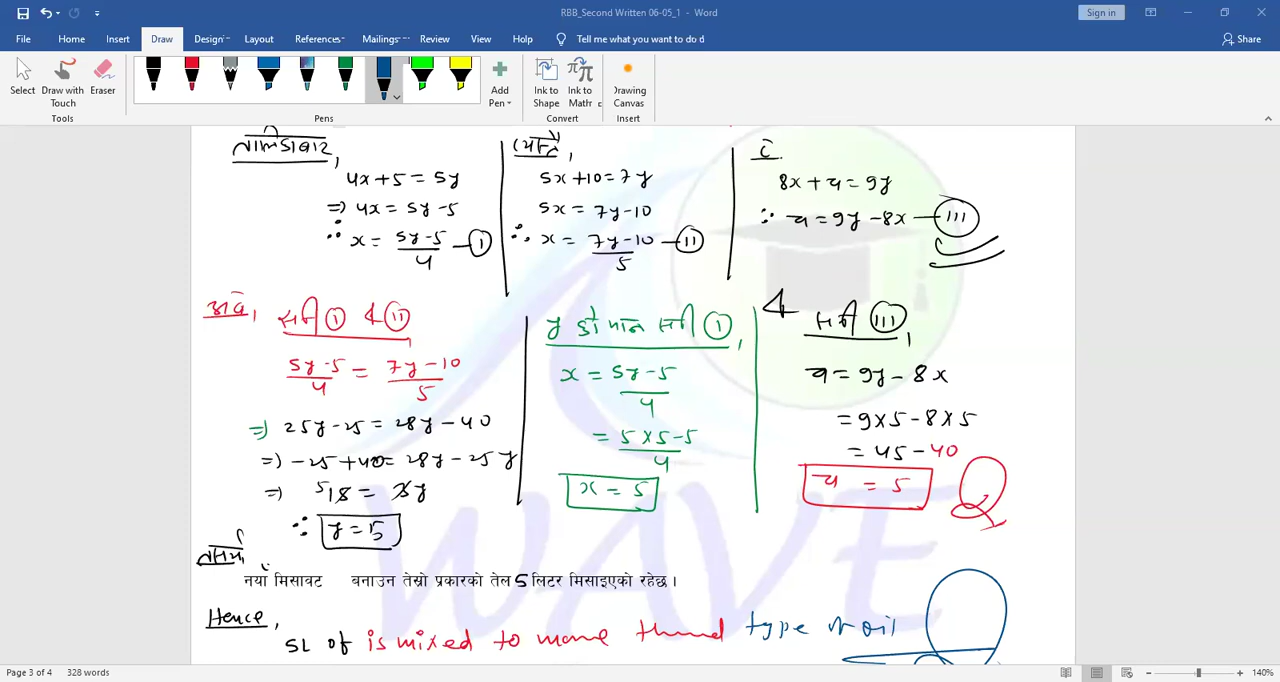 RBB_Second Written 06-05_1 - Word
Sign in
File Home Insert Draw Design References Layout Mailings Review View Help Tell me what you want to do d Share
Select Draw with Touch Eraser Add Pen Ink to Shape Ink to Math Drawing Canvas
Tools Pens Convert Insert
4x+5 = 5y
=> 4x = 5y-5
∴ x = (5y-5)/4 — I
5x+10 = 7y
5x = 7y-10
∴ x = (7y-10)/5 — II
8x + व = 9y
∴ व = 9y - 8x — III
I & II
(5y-5)/4 = (7y-10)/5
=> 25y-25 = 28y-40
=> -25+40 = 28y-25y
=> 15 = 3y
∴ y = 5
y को मान I,
x = (5y-5)/4
= (5×5-5)/4
x = 5
& III,
व = 9y - 8x
= 9×5 - 8×5
= 45 - 40
व = 5
नयाँ मिसावट बनाउन तेस्रो प्रकारको तेल 5 लिटर मिसाइएको रहेछ ।
WAVE
Hence,
5L of is mixed to type of oil
Page 3 of 4 328 words 140%